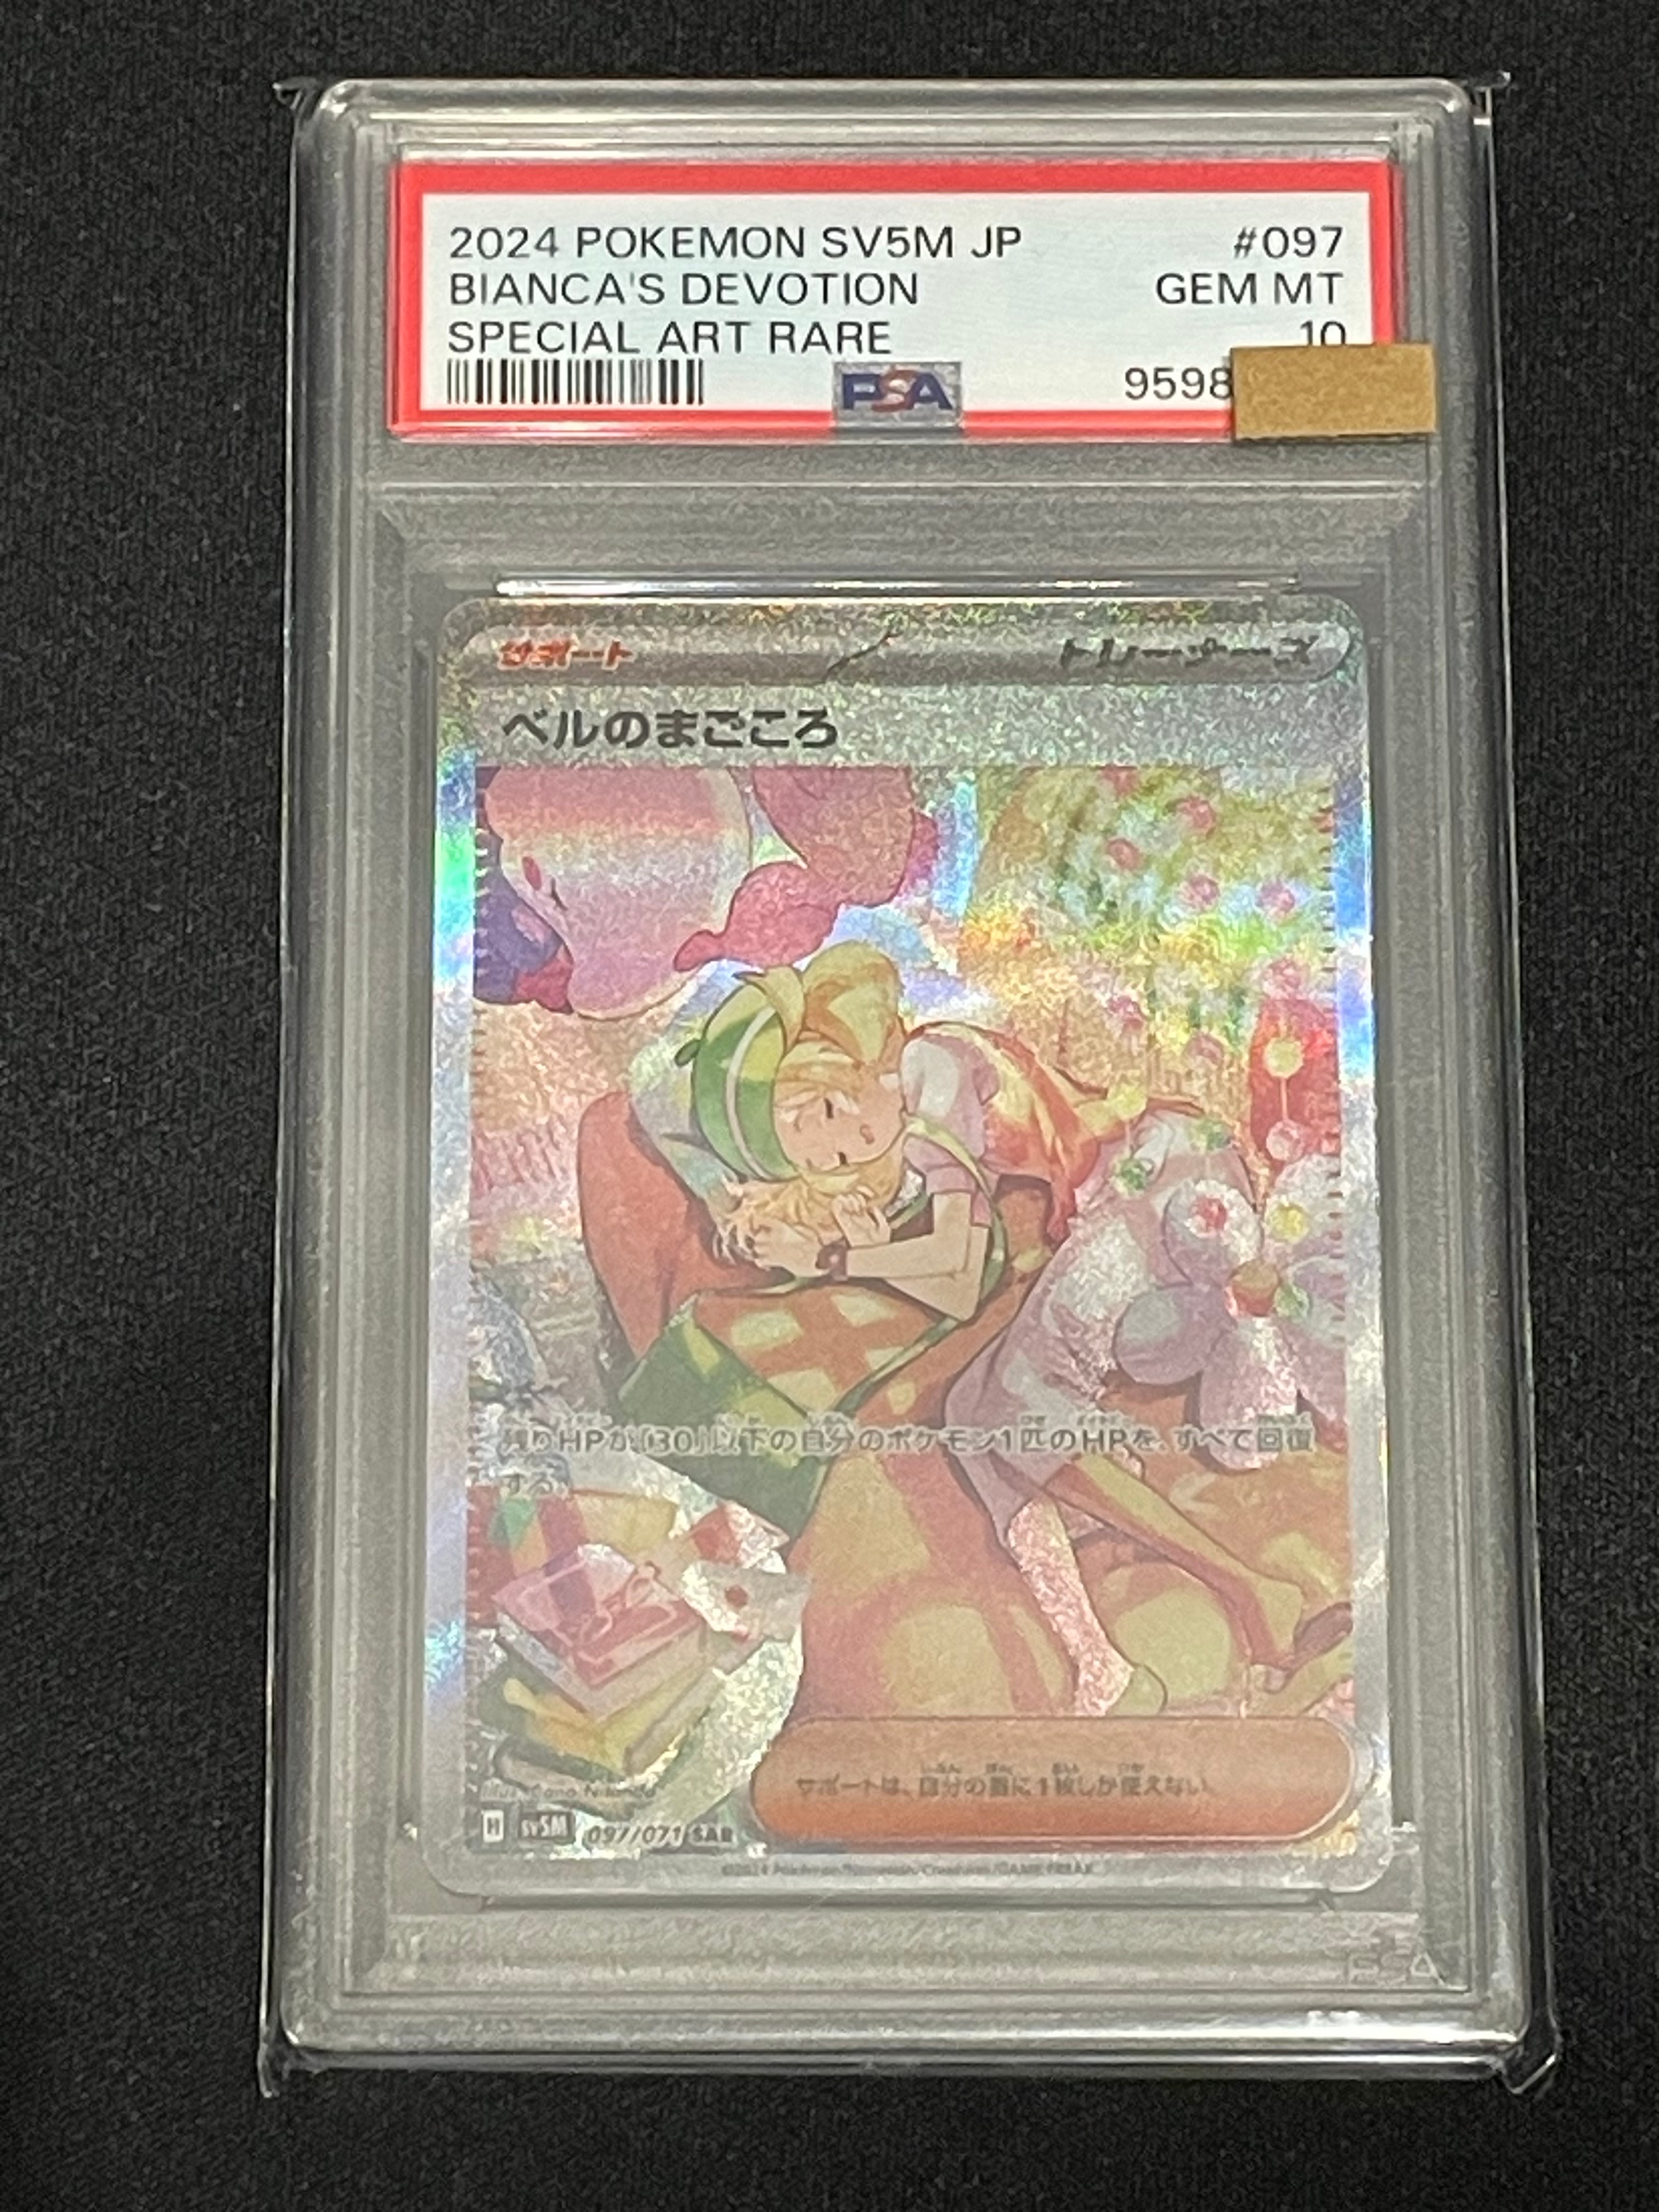 2024 POKEMON SV5M JP #097
BIANCA'S DEVOTION GEM MT
SPECIAL ART RARE 10
PSA 9598
サポート トレーナーズ
ベルのまごころ
残りHPが「30」以下の自分のポケモン1匹のHPを、すべて回復
する。
サポートは、自分の番に1枚しか使えない。
H sv5M 097/071 SAR
PSA